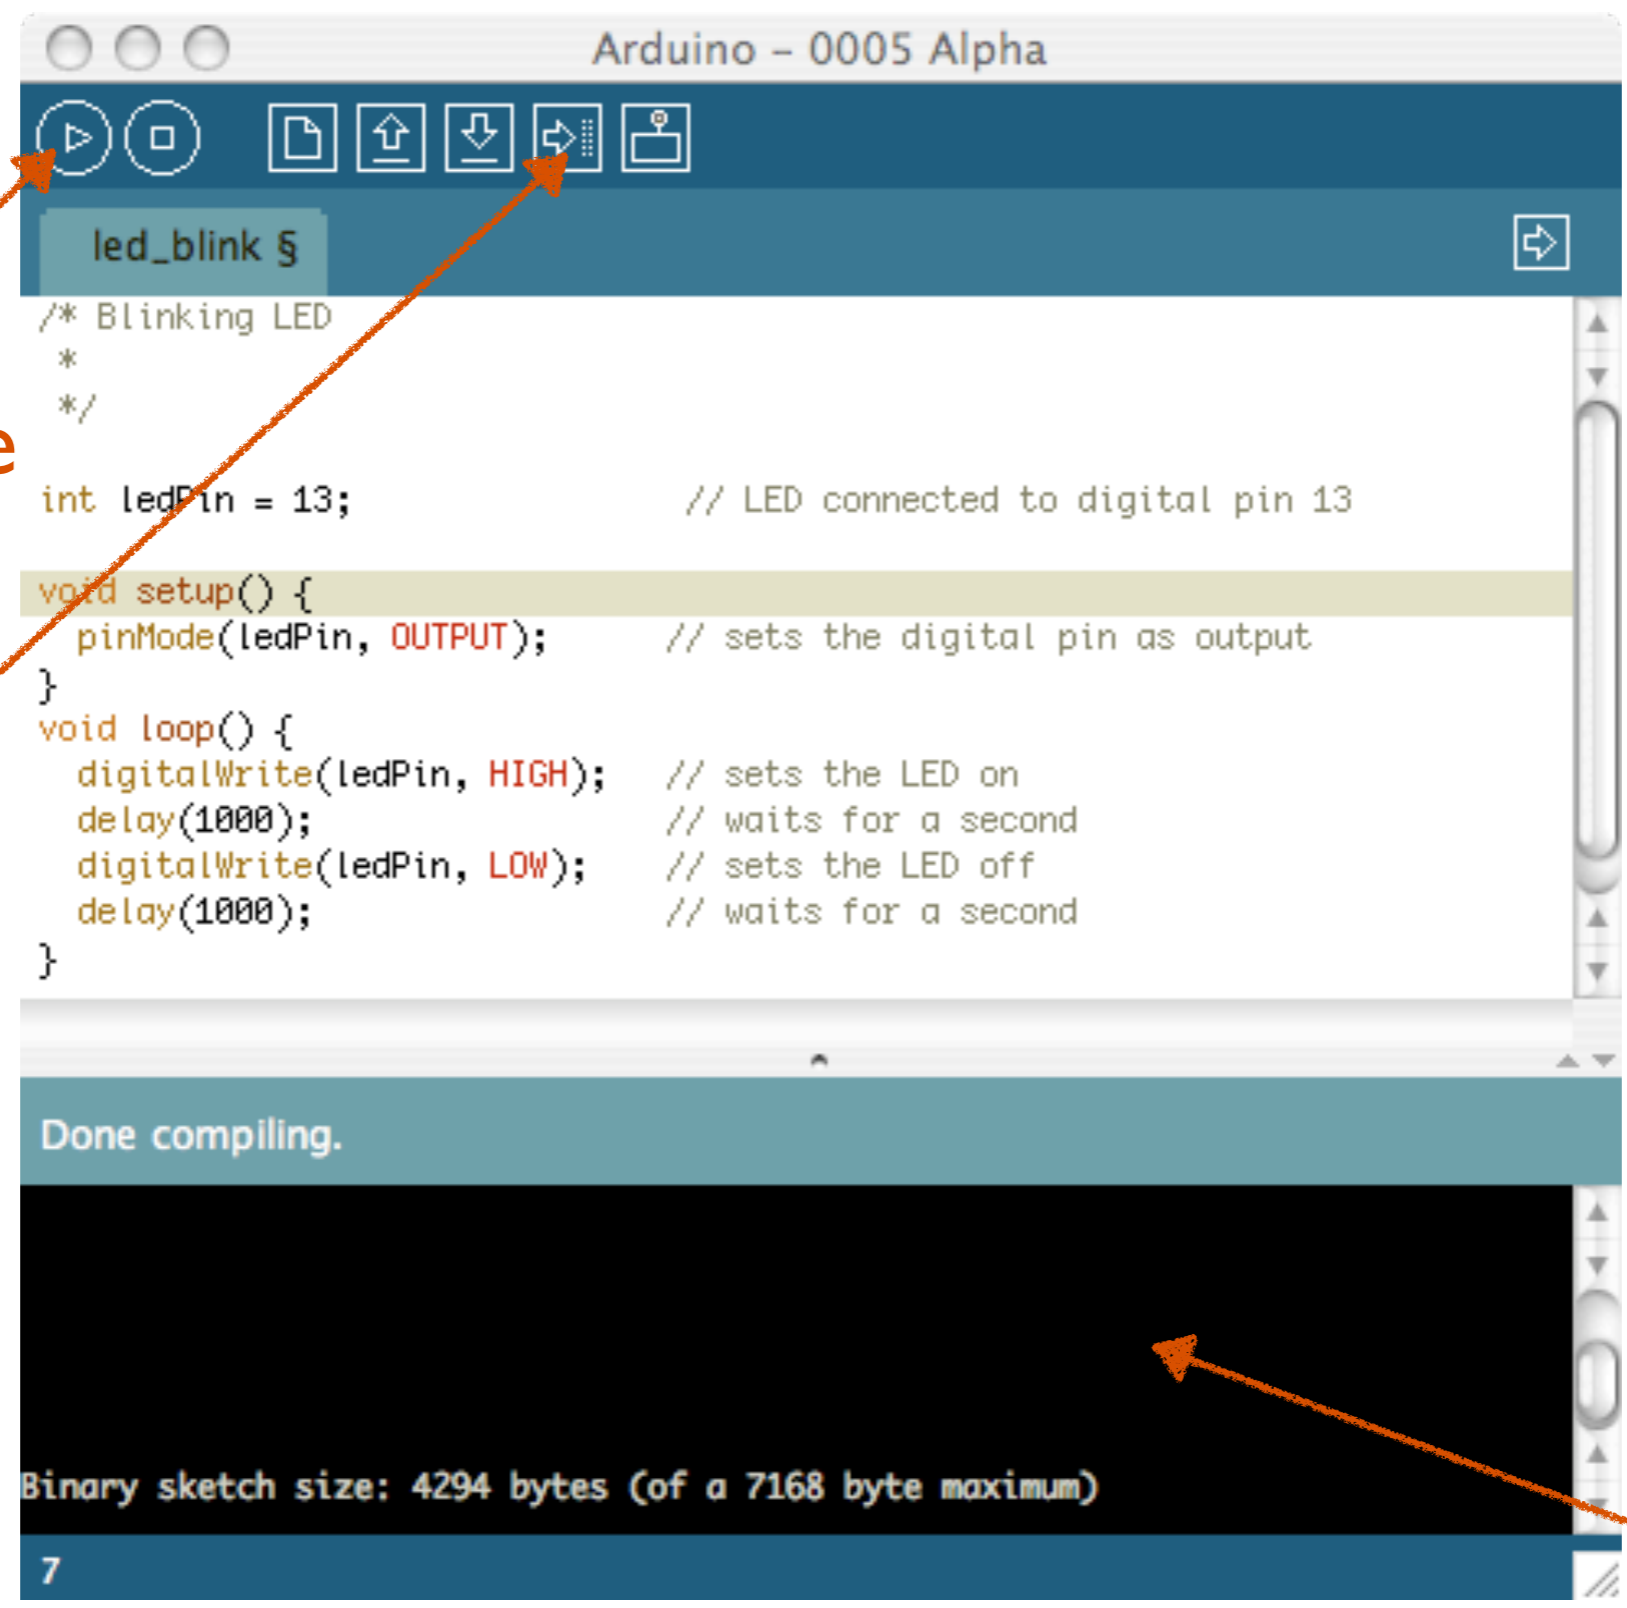 Arduino – 0005 Alpha
led_blink §
/* Blinking LED
 *
 */
e
int ledPin = 13;                 // LED connected to digital pin 13
void setup() {
  pinMode(ledPin, OUTPUT);      // sets the digital pin as output
}
void loop() {
  digitalWrite(ledPin, HIGH);   // sets the LED on
  delay(1000);                  // waits for a second
  digitalWrite(ledPin, LOW);    // sets the LED off
  delay(1000);                  // waits for a second
}
Done compiling.
Binary sketch size: 4294 bytes (of a 7168 byte maximum)
7